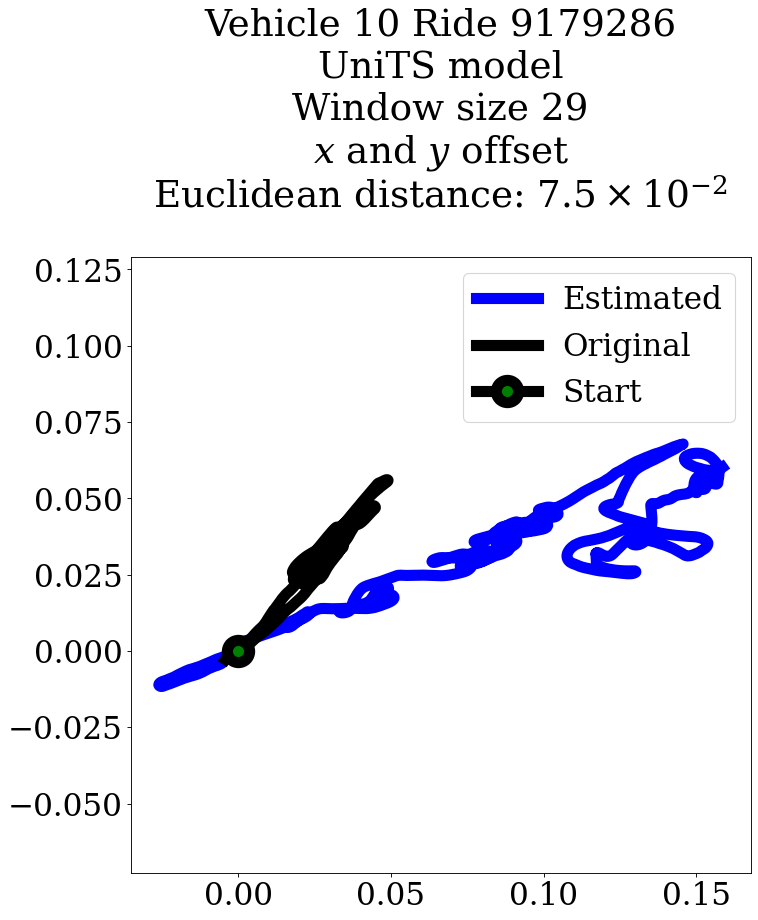 Vehicle 10 Ride 9179286
UniTS model
Window size 29
x and y offset
Euclidean distance: 7.5 × 10⁻²
Estimated
Original
Start
0.125
0.100
0.075
0.050
0.025
0.000
−0.025
−0.050
0.00 0.05 0.10 0.15